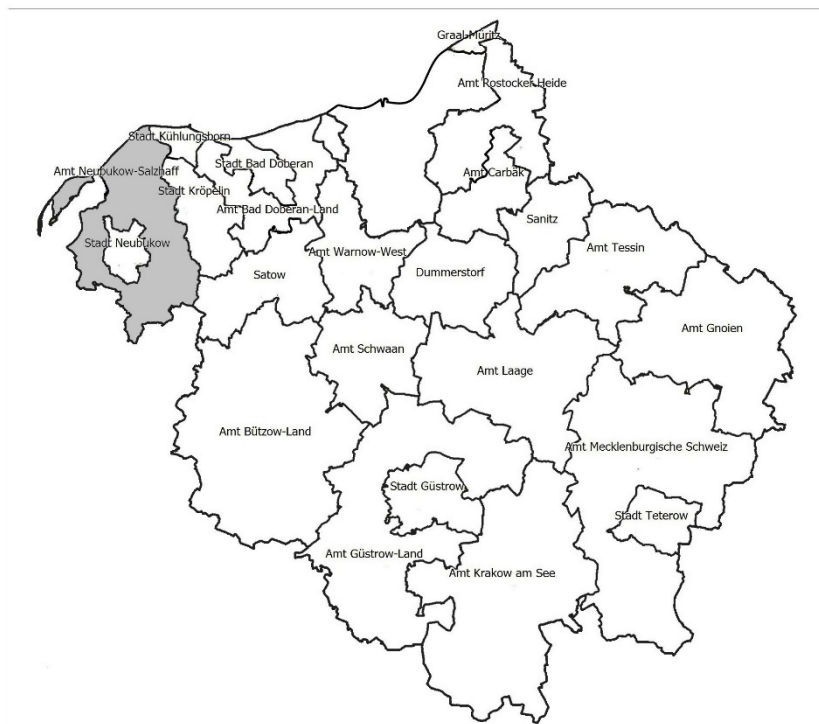 Graal-Müritz
Amt Rostocker Heide
Stadt Kühlungsborn
Stadt Bad Doberan
Amt Neubukow-Salzhaff
Amt Carbäk
Stadt Kröpelin
Amt Bad Doberan-Land
Sanitz
Stadt Neubukow
Amt Warnow-West
Amt Tessin
Satow
Dummerstorf
Amt Gnoien
Amt Schwaan
Amt Laage
Amt Bützow-Land
Amt Mecklenburgische Schweiz
Stadt Güstrow
Stadt Teterow
Amt Güstrow-Land
Amt Krakow am See